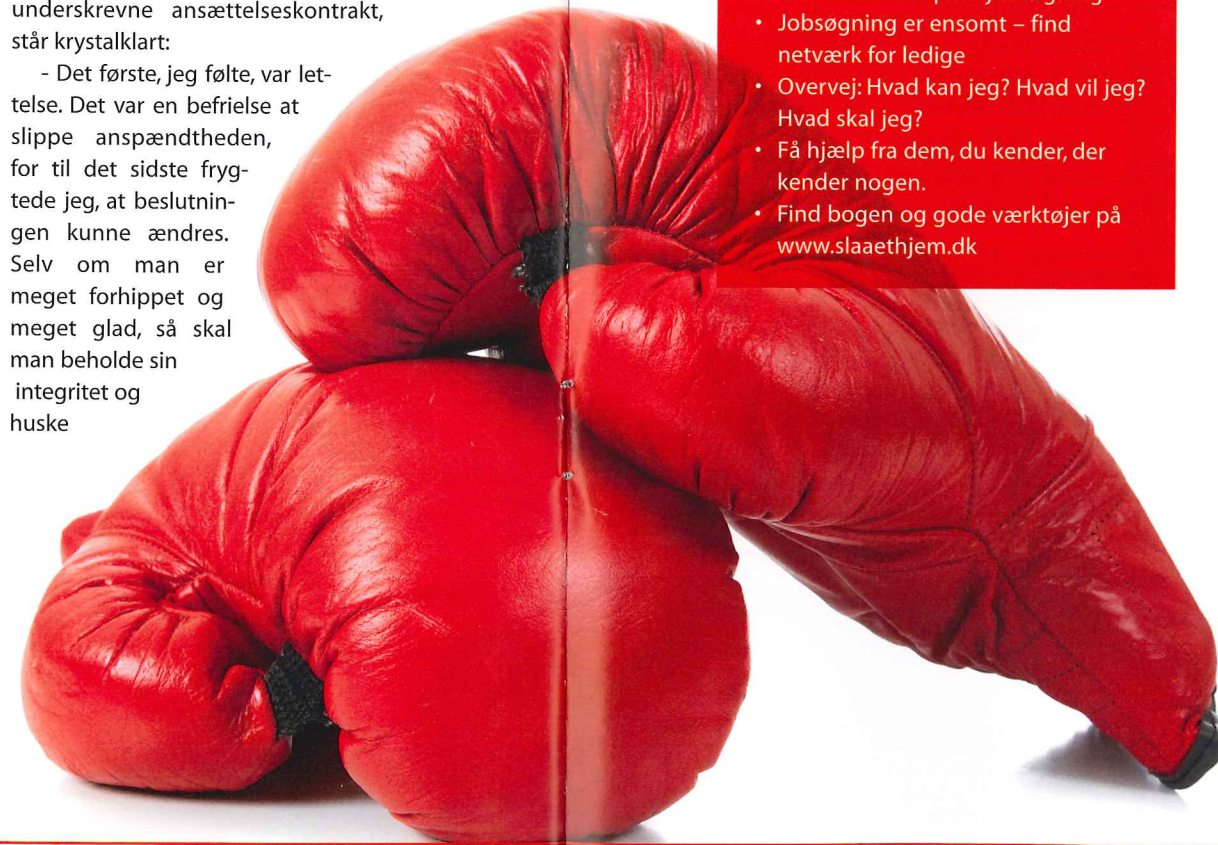 underskrevne ansættelseskontrakt,
står krystalklart:
- Det første, jeg følte, var let-
telse. Det var en befrielse at
slippe anspændtheden,
for til det sidste fryg-
tede jeg, at beslutnin-
gen kunne ændres.
Selv om man er
meget forhippet og
meget glad, så skal
man beholde sin
integritet og
huske
• Jobsøgning er ensomt – find
netværk for ledige
• Overvej: Hvad kan jeg? Hvad vil jeg?
Hvad skal jeg?
• Få hjælp fra dem, du kender, der
kender nogen.
• Find bogen og gode værktøjer på
www.slaaethjem.dk